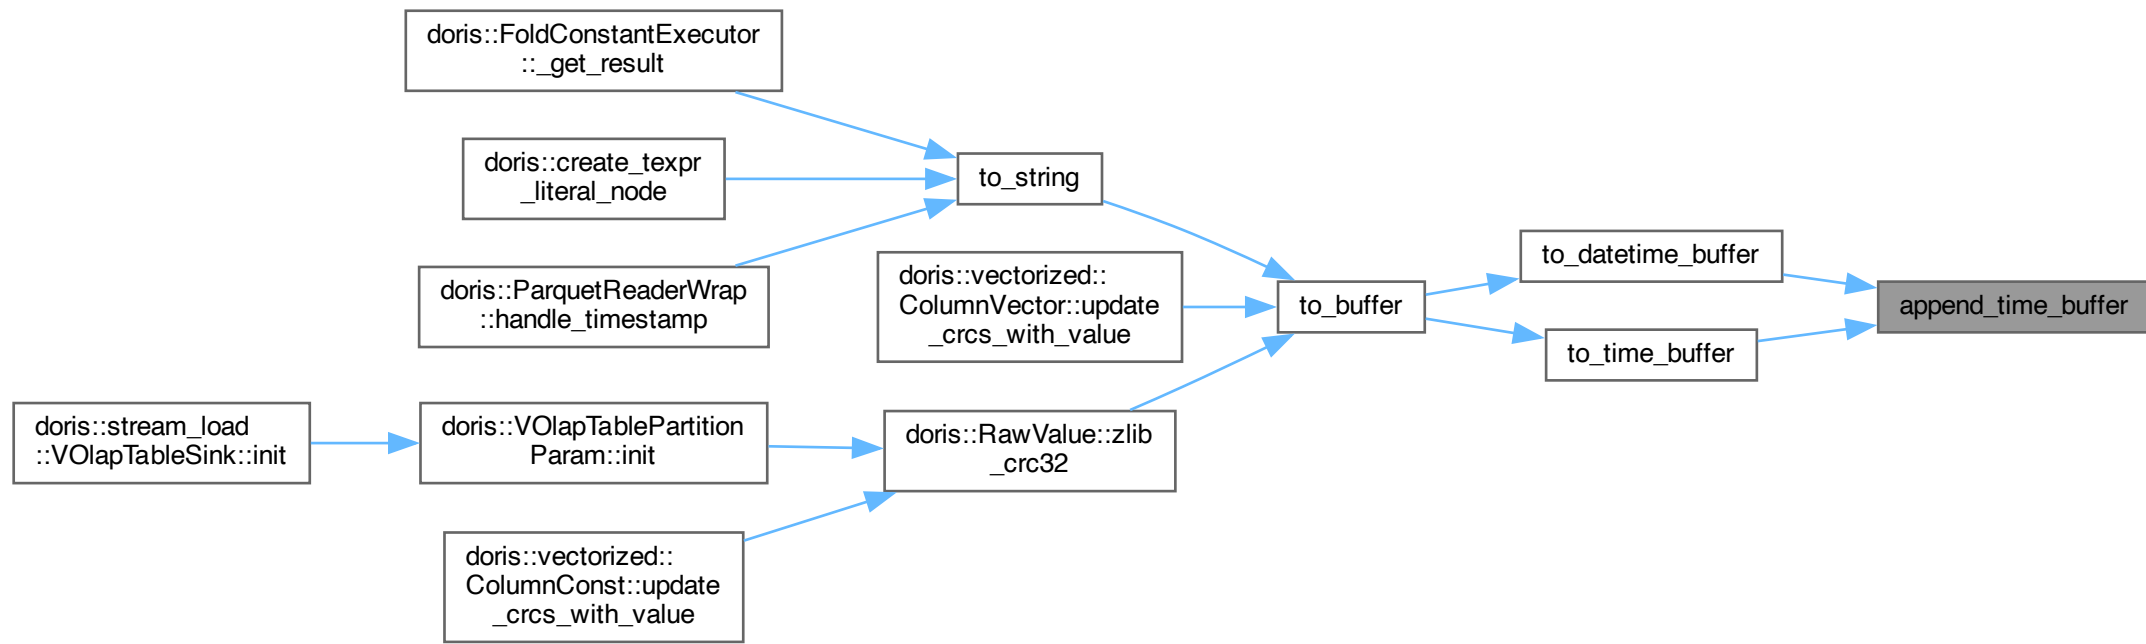 doris::FoldConstantExecutor
::_get_result
doris::create_texpr
_literal_node
to_string
doris::ParquetReaderWrap
::handle_timestamp
doris::vectorized::
ColumnVector::update
_crcs_with_value
to_buffer
to_datetime_buffer
append_time_buffer
to_time_buffer
doris::stream_load
::VOlapTableSink::init
doris::VOlapTablePartition
Param::init
doris::RawValue::zlib
_crc32
doris::vectorized::
ColumnConst::update
_crcs_with_value